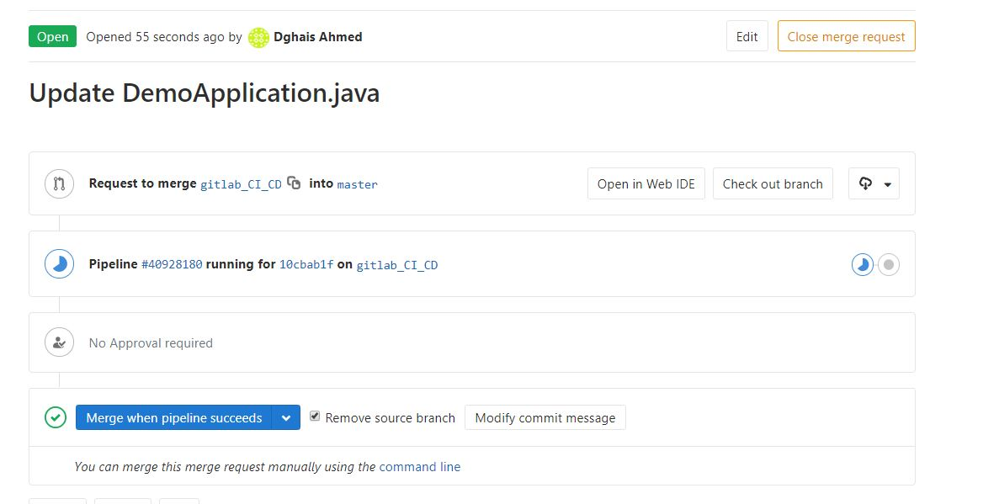 Open Opened 55 seconds ago by Dghais Ahmed Edit Close merge request
Update DemoApplication.java
Request to merge gitlab_CI_CD into master Open in Web IDE Check out branch
Pipeline #40928180 running for 10cbab1f on gitlab_CI_CD
No Approval required
Merge when pipeline succeeds Remove source branch Modify commit message
You can merge this merge request manually using the command line